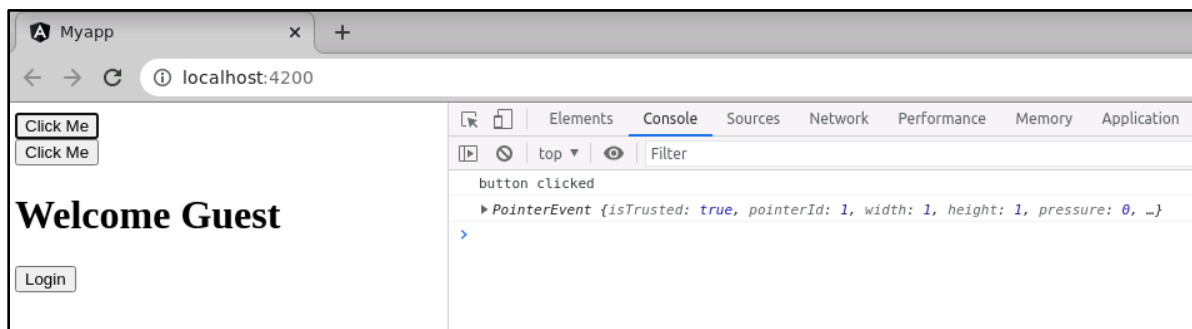 Myapp
localhost:4200
Click Me
Click Me
Welcome Guest
Login
Elements Console Sources Network Performance Memory Application
top Filter
button clicked
PointerEvent {isTrusted: true, pointerId: 1, width: 1, height: 1, pressure: 0, …}